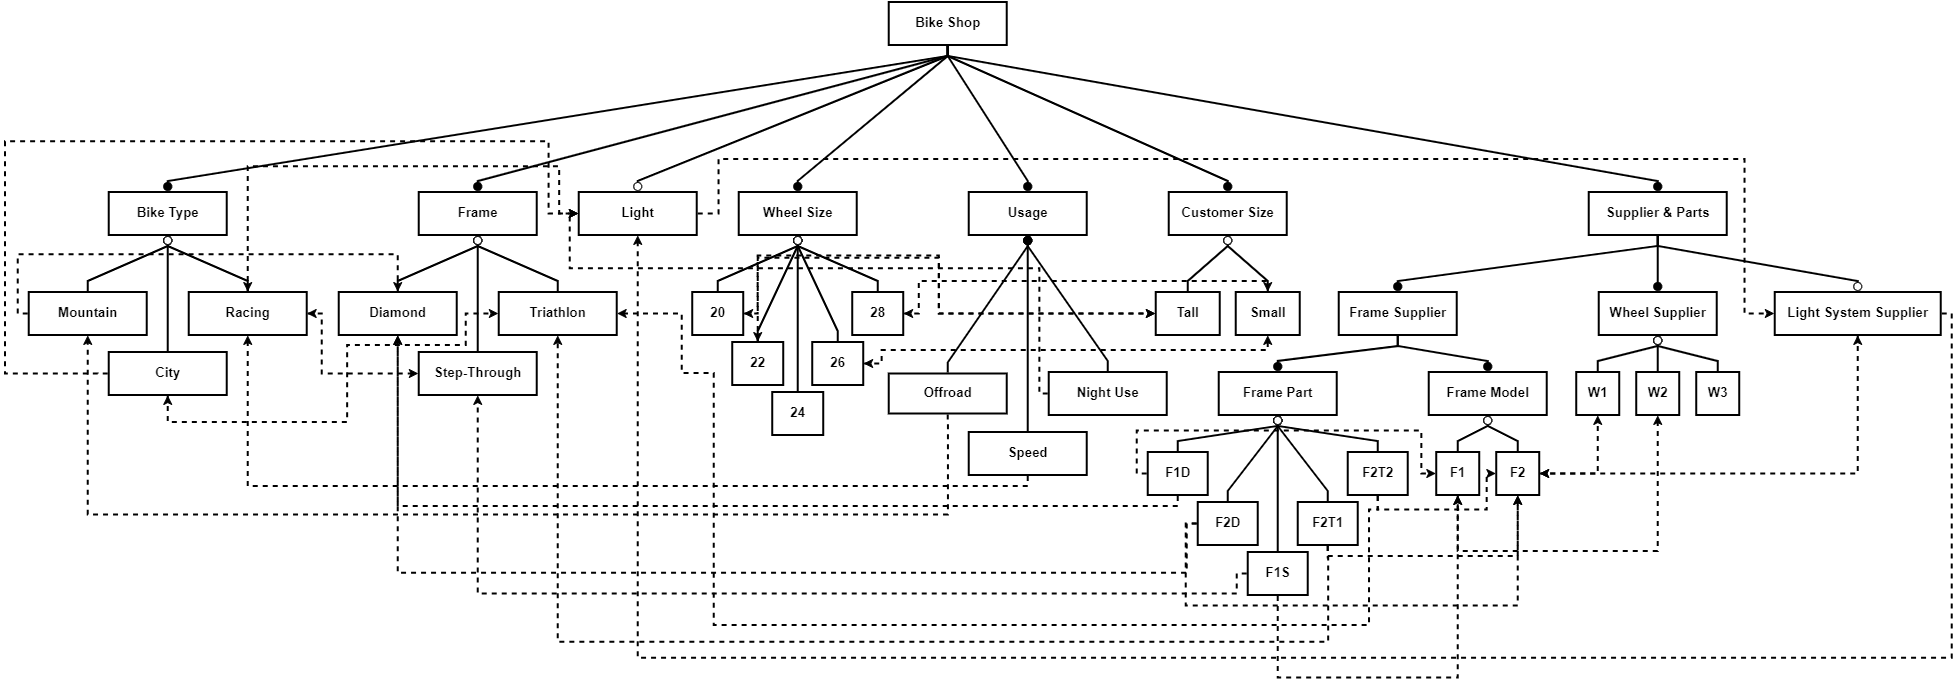 Bike Shop
Bike Type
Frame
Light
Wheel Size
Usage
Customer Size
Supplier & Parts
Mountain
Racing
Diamond
Triathlon
20
28
Tall
Small
Frame Supplier
Wheel Supplier
Light System Supplier
City
Step-Through
22
26
24
Offroad
Night Use
Frame Part
Frame Model
W1
W2
W3
Speed
F1D
F2T2
F1
F2
F2D
F2T1
F1S